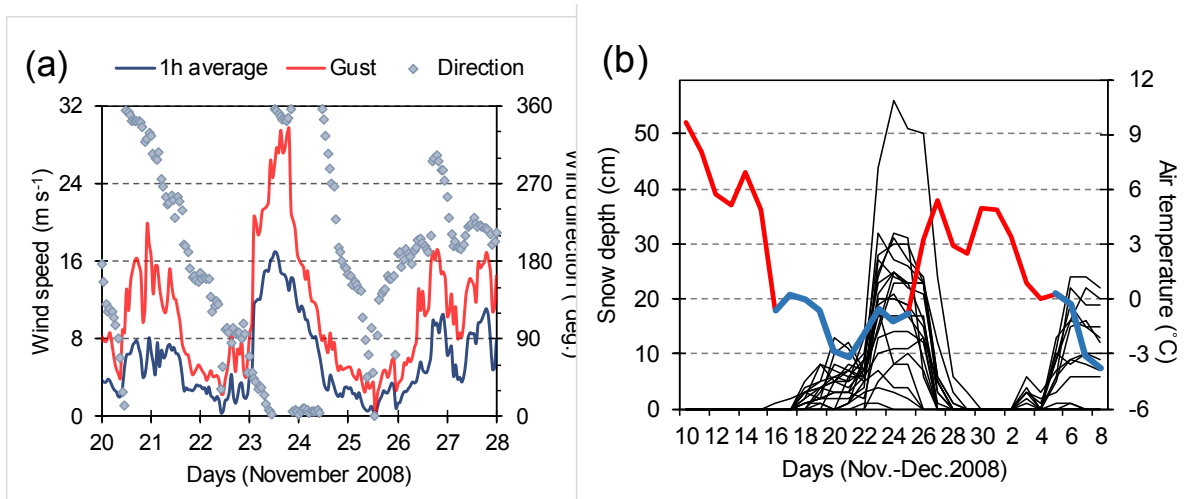 (a)
1h average Gust Direction
Wind speed (m s-1)
32
24
16
8
0
360
270
180
90
0
Wind direction ( deg.)
20 21 22 23 24 25 26 27 28
Days (November 2008)
(b)
Snow depth (cm)
50
40
30
20
10
0
12
9
6
3
0
-3
-6
Air temperature (°C)
10 12 14 16 18 20 22 24 26 28 30 2 4 6 8
Days (Nov.-Dec.2008)